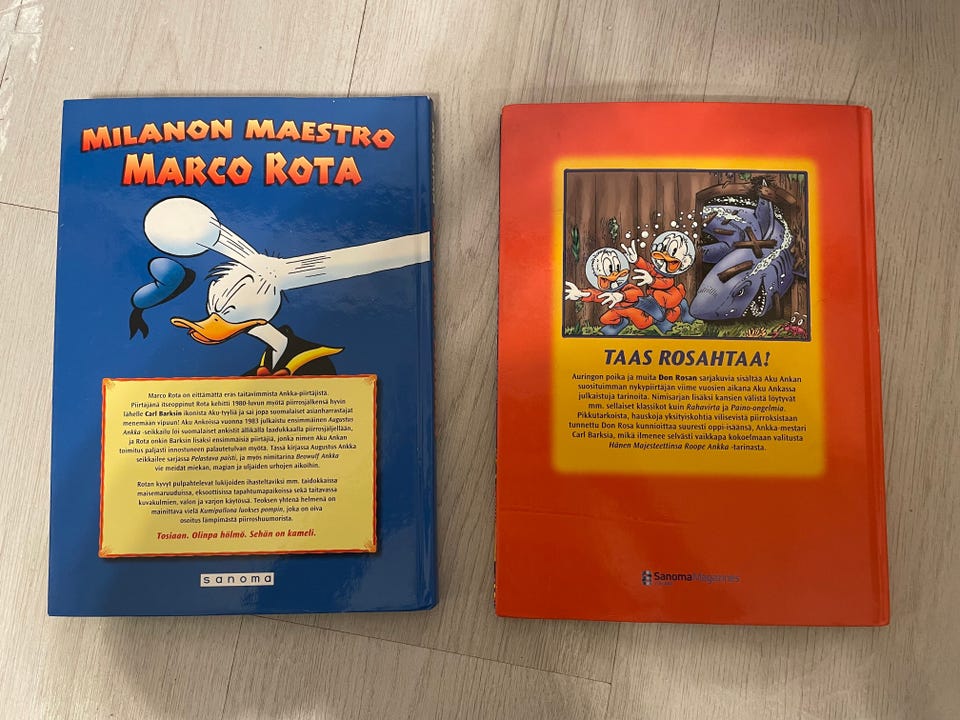 MILANON MAESTRO
MARCO ROTA
Marco Rota on eittämättä eräs taitavimmista Ankka-piirtäjistä.
Piirtäjänä itseoppinut Rota kehitti 1980-luvun myötä piirrosjälkensä hyvin
lähelle Carl Barksin ikonista Aku-tyyliä ja sai jopa suomalaiset asianharrastajat
menemään vipuun! Aku Ankoissa vuonna 1983 julkaistu ensimmäinen Augustus
Ankka -seikkailu löi suomalaiset ankistit ällikällä laadukkaalla piirrosjäljellään,
ja Rota onkin Barksin lisäksi ensimmäisiä piirtäjiä, jonka nimen Aku Ankan
toimitus paljasti innostuneen palautetulvan myötä. Tässä kirjassa Augustus Ankka
seikkailee sarjassa Pelastava paisti, ja myös nimitarina Beowulf Ankka
vie meidät miekan, magian ja uljaiden urhojen aikoihin.
Rotan kyvyt pulpahtelevat lukijoiden ihasteltaviksi mm. taidokkaissa
maisemaruuduissa, eksoottisissa tapahtumapaikoissa sekä taitavassa
kuvakulmien, valon ja varjon käytössä. Teoksen yhtenä helmenä on
mainittava vielä Kumipallona luokses pompin, joka on oiva
osoitus lämpimästä piirroshuumorista.
Tosiaan. Olinpa hölmö. Sehän on kameli.
sanoma
TAAS ROSAHTAA!
Auringon poika ja muita Don Rosan sarjakuvia sisältää Aku Ankan
suosituimman nykypiirtäjän viime vuosien aikana Aku Ankassa
julkaistuja tarinoita. Nimisarjan lisäksi kansien välistä löytyvät
mm. sellaiset klassikot kuin Rahavirta ja Paino-ongelmia.
Pikkutarkoista, hauskoja yksityiskohtia vilisevistä piirroksistaan
tunnettu Don Rosa kunnioittaa suuresti oppi-isäänsä, Ankka-mestari
Carl Barksia, mikä ilmenee selvästi vaikkapa kokoelmaan valitusta
Hänen Majesteettinsa Roope Ankka -tarinasta.
SanomaMagazines